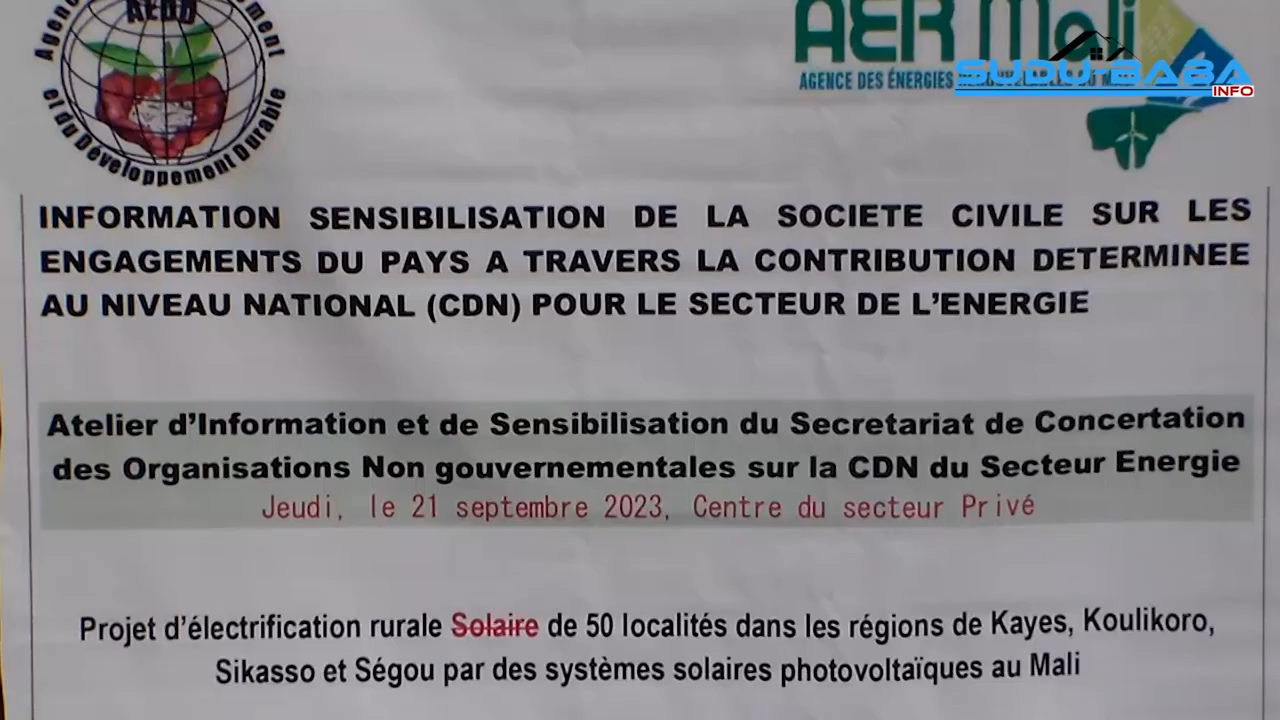 AEDD
et du Développement Durable
AER Mali
AGENCE DES ÉNERGIES RENOUVELABLES DU MALI
SUDU-BABA
INFO
INFORMATION SENSIBILISATION DE LA SOCIETE CIVILE SUR LES
ENGAGEMENTS DU PAYS A TRAVERS LA CONTRIBUTION DETERMINEE
AU NIVEAU NATIONAL (CDN) POUR LE SECTEUR DE L'ENERGIE
Atelier d'Information et de Sensibilisation du Secretariat de Concertation
des Organisations Non gouvernementales sur la CDN du Secteur Energie
Jeudi, le 21 septembre 2023, Centre du secteur Privé
Projet d'électrification rurale Solaire de 50 localités dans les régions de Kayes, Koulikoro,
Sikasso et Ségou par des systèmes solaires photovoltaïques au Mali